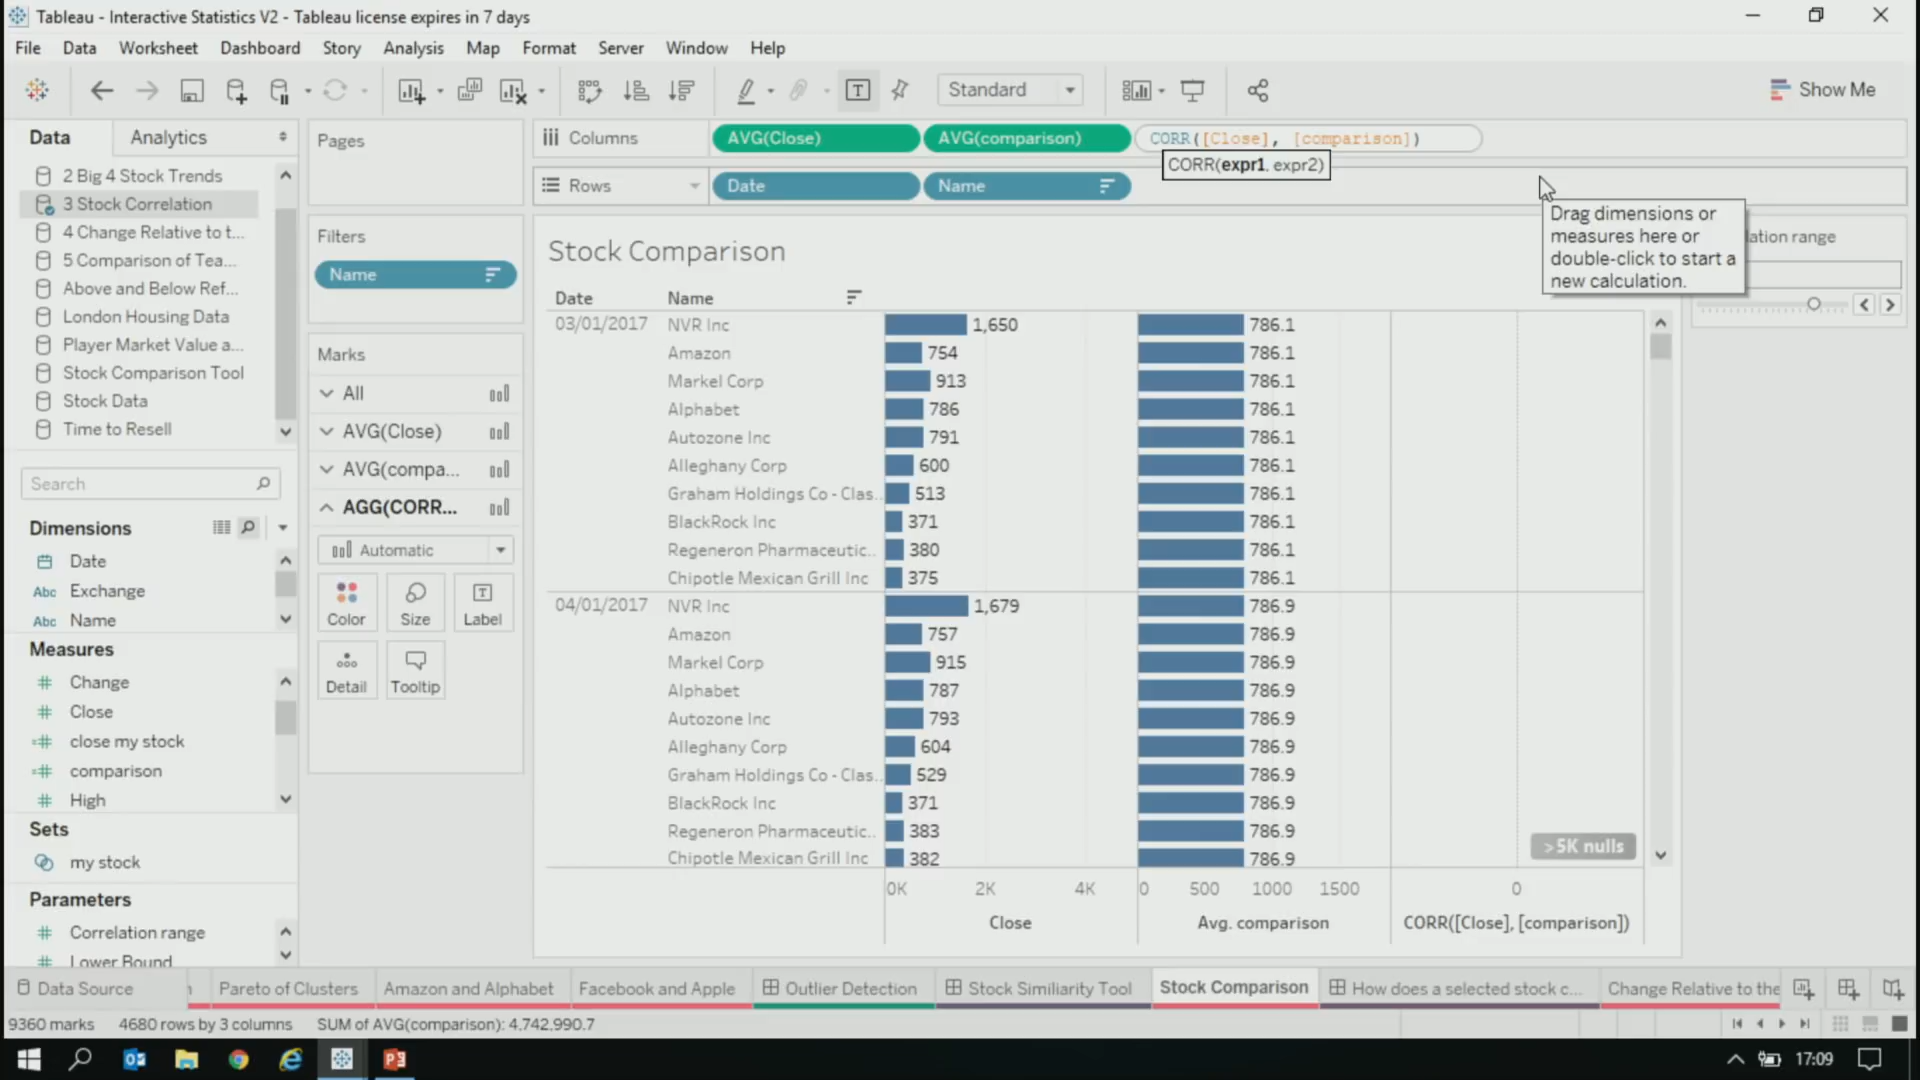 Tableau - Interactive Statistics V2 - Tableau license expires in 7 days
File Data Worksheet Dashboard Story Analysis Map Format Server Window Help
Standard
Show Me
Data
Analytics
2 Big 4 Stock Trends
3 Stock Correlation
4 Change Relative to t...
5 Comparison of Tea...
Above and Below Ref...
London Housing Data
Player Market Value a...
Stock Comparison Tool
Stock Data
Time to Resell
Search
Dimensions
Date
Abc Exchange
Abc Name
Measures
Change
Close
close my stock
comparison
High
Sets
my stock
Parameters
Correlation range
Lower Bound
Pages
Filters
Name
Marks
All
AVG(Close)
AVG(compa...
AGG(CORR...
Automatic
Color Size Label
Detail Tooltip
Columns AVG(Close) AVG(comparison) CORR([Close], [comparison])
CORR(expr1, expr2)
Rows Date Name
Drag dimensions or
measures here or
double-click to start a
new calculation.
lation range
Stock Comparison
Date Name
03/01/2017 NVR Inc 1,650 786.1
Amazon 754 786.1
Markel Corp 913 786.1
Alphabet 786 786.1
Autozone Inc 791 786.1
Alleghany Corp 600 786.1
Graham Holdings Co - Clas.. 513 786.1
BlackRock Inc 371 786.1
Regeneron Pharmaceutic.. 380 786.1
Chipotle Mexican Grill Inc 375 786.1
04/01/2017 NVR Inc 1,679 786.9
Amazon 757 786.9
Markel Corp 915 786.9
Alphabet 787 786.9
Autozone Inc 793 786.9
Alleghany Corp 604 786.9
Graham Holdings Co - Clas.. 529 786.9
BlackRock Inc 371 786.9
Regeneron Pharmaceutic.. 383 786.9
Chipotle Mexican Grill Inc 382 786.9
>5K nulls
0K 2K 4K 0 500 1000 1500 0
Close Avg. comparison CORR([Close], [comparison])
Data Source
Pareto of Clusters
Amazon and Alphabet
Facebook and Apple
Outlier Detection
Stock Similiarity Tool
Stock Comparison
How does a selected stock c...
Change Relative to the
9360 marks 4680 rows by 3 columns SUM of AVG(comparison): 4,742,990.7
17:09